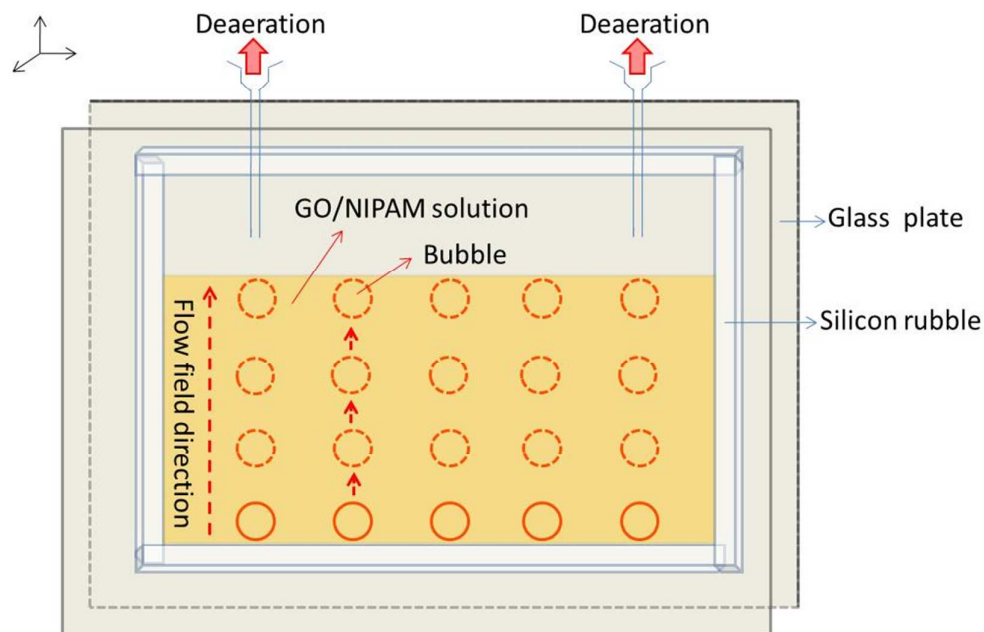 Deaeration
Deaeration
GO/NIPAM solution
Bubble
Glass plate
Silicon rubble
Flow field direction